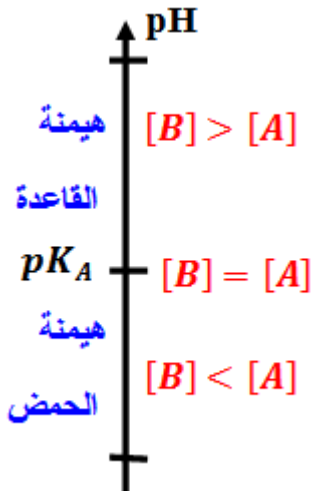 pH
هيمنة
[B] > [A]
القاعدة
pK_A
[B] = [A]
هيمنة
[B] < [A]
الحمض